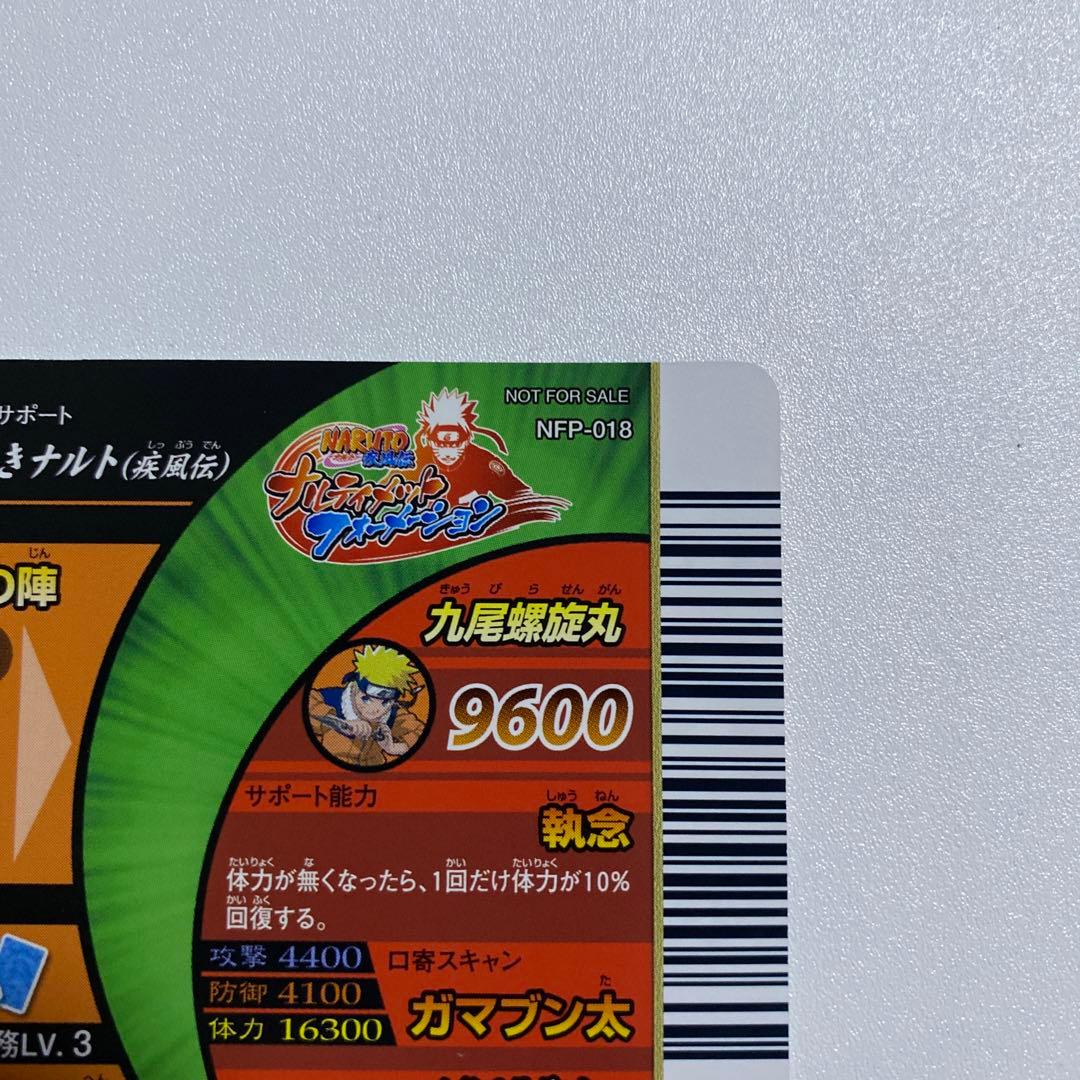 サポート
NOT FOR SALE
NFP-018
しっ ぷう でん
きナルト(疾風伝)
NARUTO
疾風伝
ナルティメット
フォーメーション
じん
の陣
きゅう び ら せん がん
九尾螺旋丸
9600
サポート能力
しゅう ねん
執念
たいりょく な かい たいりょく
体力が無くなったら、1回だけ体力が10%
かい ふく
回復する。
攻撃 4400
口寄スキャン
防御 4100
た
ガマブン太
体力 16300
務LV. 3